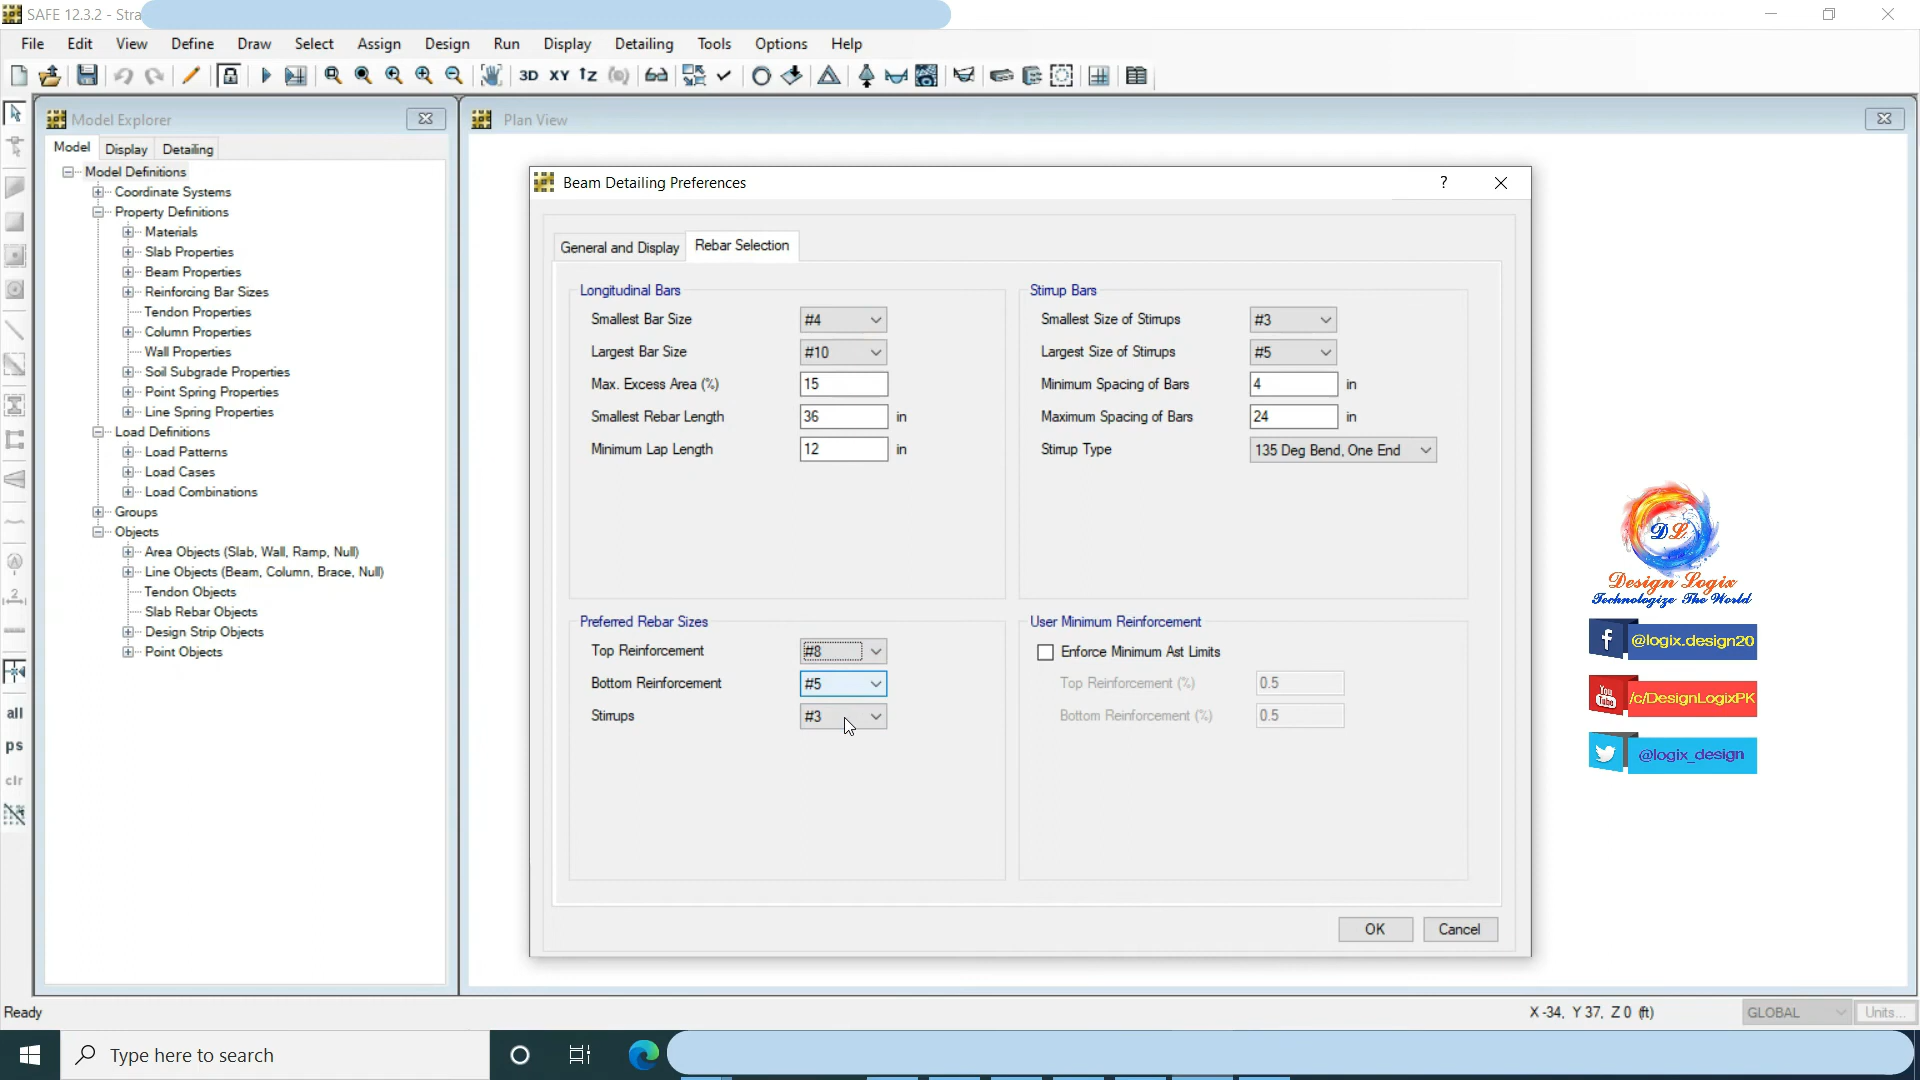 SAFE 12.3.2 - Stra
File Edit View Define Draw Select Assign Design Run Display Detailing Tools Options Help
3D XY
Model Explorer
Plan View
Model Display Detailing
Model Definitions
Coordinate Systems
Property Definitions
Materials
Slab Properties
Beam Properties
Reinforcing Bar Sizes
Tendon Properties
Column Properties
Wall Properties
Soil Subgrade Properties
Point Spring Properties
Line Spring Properties
Load Definitions
Load Patterns
Load Cases
Load Combinations
Groups
Objects
Area Objects (Slab, Wall, Ramp, Null)
Line Objects (Beam, Column, Brace, Null)
Tendon Objects
Slab Rebar Objects
Design Strip Objects
Point Objects
all
ps
clr
Beam Detailing Preferences ?
General and Display Rebar Selection
Longitudinal Bars
Smallest Bar Size #4
Largest Bar Size #10
Max. Excess Area (%) 15
Smallest Rebar Length 36 in
Minimum Lap Length 12 in
Stirrup Bars
Smallest Size of Stirrups #3
Largest Size of Stirrups #5
Minimum Spacing of Bars 4 in
Maximum Spacing of Bars 24 in
Stirrup Type 135 Deg Bend, One End
Preferred Rebar Sizes
Top Reinforcement #8
Bottom Reinforcement #5
Stirrups #3
User Minimum Reinforcement
Enforce Minimum Ast Limits
Top Reinforcement (%) 0.5
Bottom Reinforcement (%) 0.5
OK Cancel
DL
Design Logix
Technologize The World
f @logix.design20
You Tube /c/DesignLogixPK
@logix_design
Ready
X -34, Y 37, Z 0 (ft)
GLOBAL
Units...
Type here to search